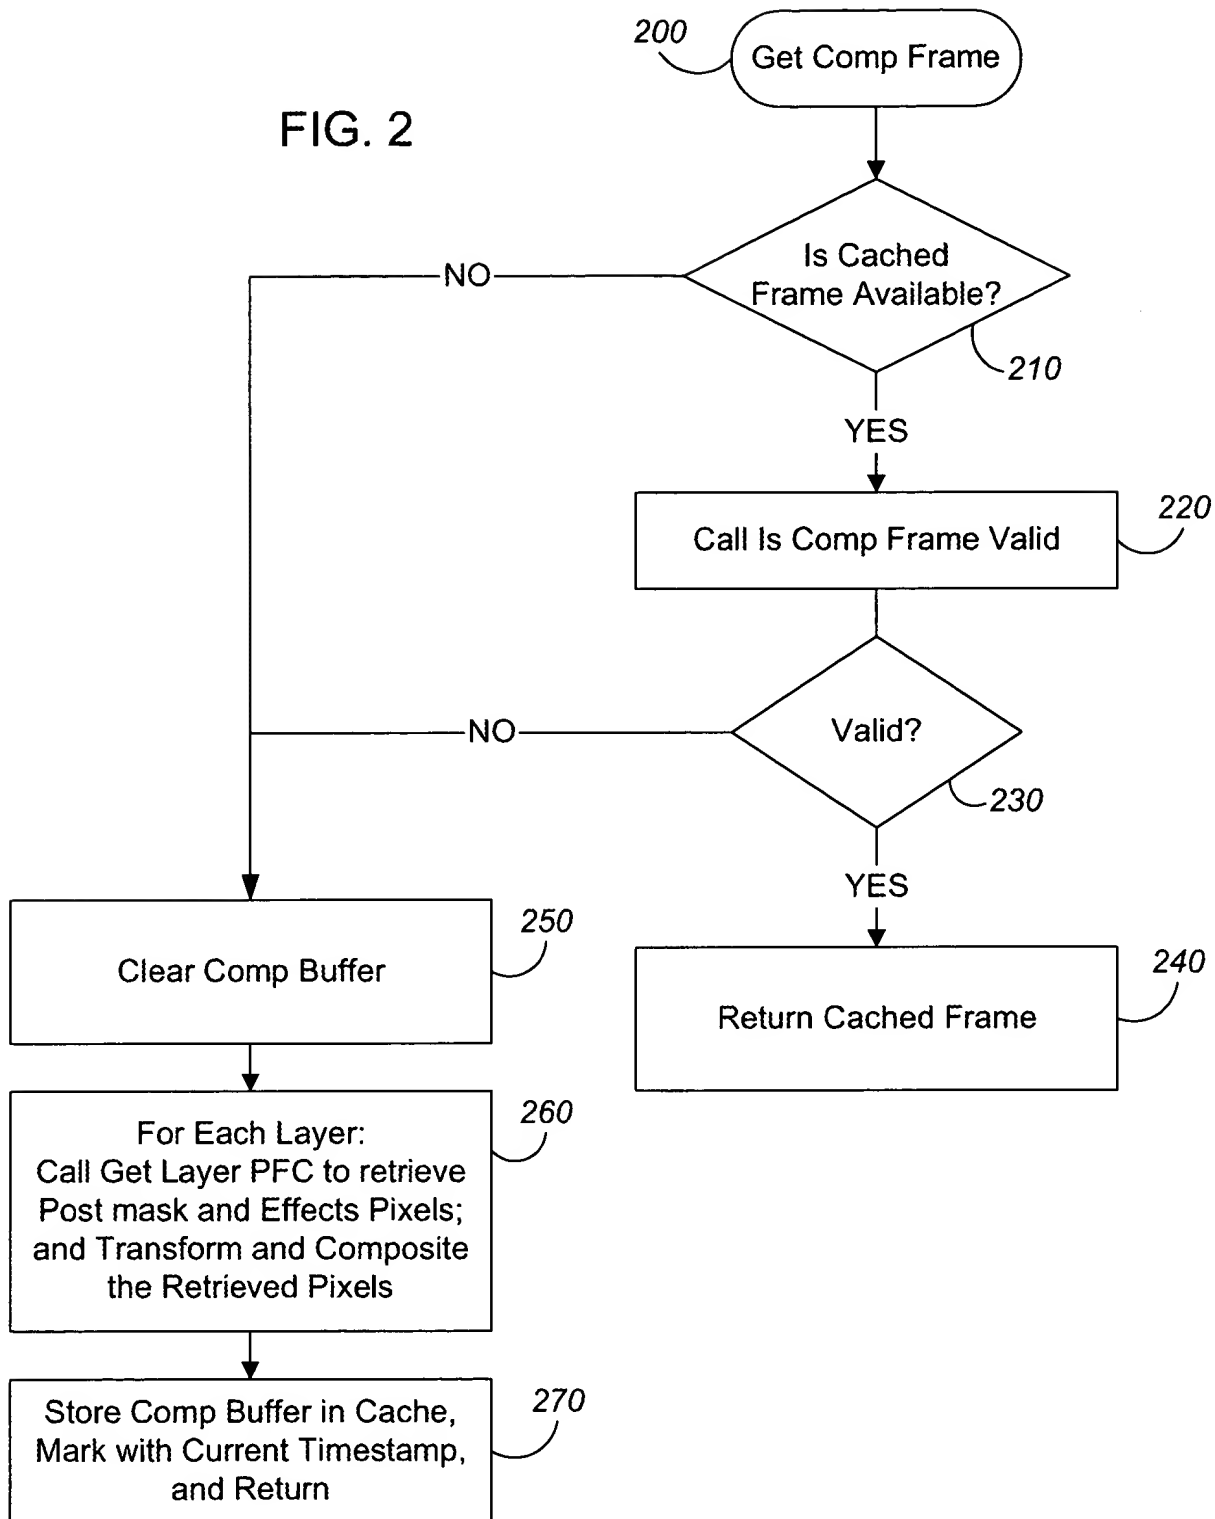 200
Get Comp Frame
FIG. 2
Is Cached
Frame Available?
NO
210
YES
220
Call Is Comp Frame Valid
Valid?
NO
230
YES
250
Clear Comp Buffer
240
Return Cached Frame
260
For Each Layer:
Call Get Layer PFC to retrieve
Post mask and Effects Pixels;
and Transform and Composite
the Retrieved Pixels
270
Store Comp Buffer in Cache,
Mark with Current Timestamp,
and Return